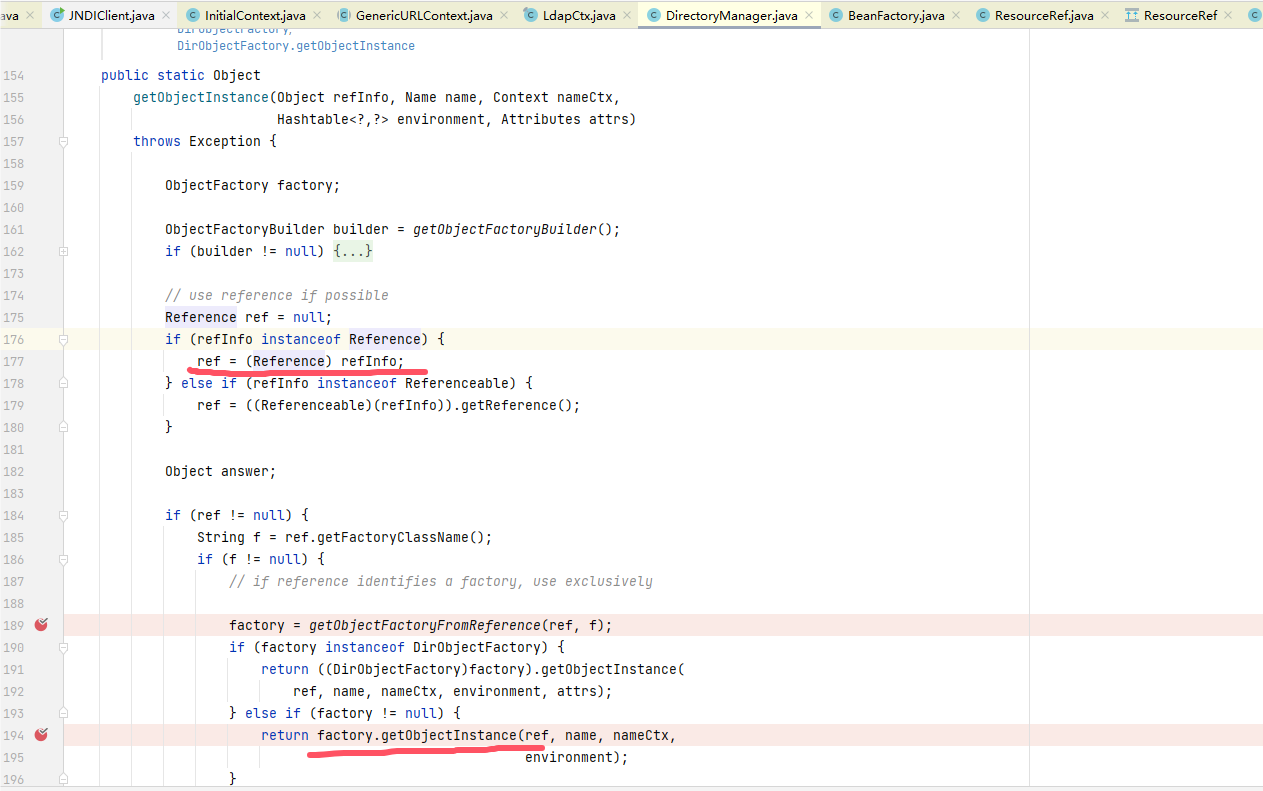 ava JNDIClient.java InitialContext.java GenericURLContext.java LdapCtx.java DirectoryManager.java BeanFactory.java ResourceRef.java ResourceRef
DirObjectFactory,
DirObjectFactory.getObjectInstance
154 public static Object
155 getObjectInstance(Object refInfo, Name name, Context nameCtx,
156 Hashtable<?,?> environment, Attributes attrs)
157 throws Exception {
158
159 ObjectFactory factory;
160
161 ObjectFactoryBuilder builder = getObjectFactoryBuilder();
162 if (builder != null) {...}
173
174 // use reference if possible
175 Reference ref = null;
176 if (refInfo instanceof Reference) {
177 ref = (Reference) refInfo;
178 } else if (refInfo instanceof Referenceable) {
179 ref = ((Referenceable)(refInfo)).getReference();
180 }
181
182 Object answer;
183
184 if (ref != null) {
185 String f = ref.getFactoryClassName();
186 if (f != null) {
187 // if reference identifies a factory, use exclusively
188
189 factory = getObjectFactoryFromReference(ref, f);
190 if (factory instanceof DirObjectFactory) {
191 return ((DirObjectFactory)factory).getObjectInstance(
192 ref, name, nameCtx, environment, attrs);
193 } else if (factory != null) {
194 return factory.getObjectInstance(ref, name, nameCtx,
195 environment);
196 }